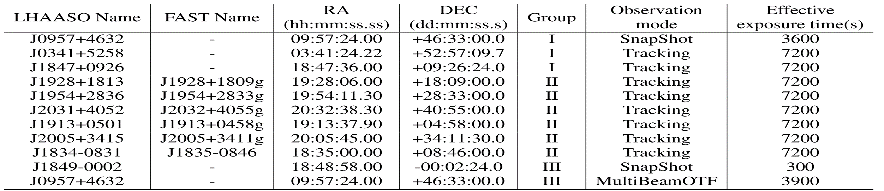 LHAASO Name FAST Name RA (hh:mm:ss.ss) DEC (dd:mm:ss.s) Group Observation mode Effective exposure time(s)
J0957+4632 - 09:57:24.00 +46:33:00.0 I SnapShot 3600
J0341+5258 - 03:41:24.22 +52:57:09.7 I Tracking 7200
J1847+0926 - 18:47:36.00 +09:26:24.0 I Tracking 7200
J1928+1813 J1928+1809g 19:28:06.00 +18:09:00.0 II Tracking 7200
J1954+2836 J1954+2833g 19:54:11.30 +28:33:00.0 II Tracking 7200
J2031+4052 J2032+4055g 20:32:38.30 +40:55:00.0 II Tracking 7200
J1913+0501 J1913+0458g 19:13:37.90 +04:58:00.0 II Tracking 7200
J2005+3415 J2005+3411g 20:05:45.00 +34:11:30.0 II Tracking 7200
J1834-0831 J1835-0846 18:35:00.00 +08:46:00.0 II Tracking 7200
J1849-0002 - 18:48:58.00 -00:02:24.0 III SnapShot 300
J0957+4632 - 09:57:24.00 +46:33:00.0 III MultiBeamOTF 3900